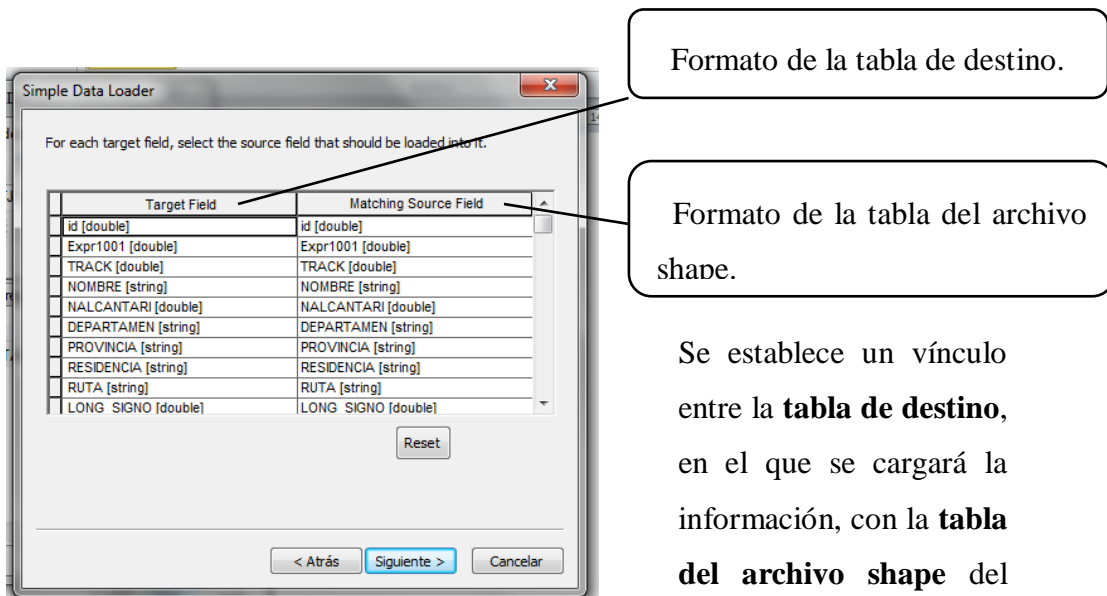 Formato de la tabla de destino.
Simple Data Loader
For each target field, select the source field that should be loaded into it.
Target Field Matching Source Field
id [double] id [double]
Expr1001 [double] Expr1001 [double]
TRACK [double] TRACK [double]
NOMBRE [string] NOMBRE [string]
NALCANTARI [double] NALCANTARI [double]
DEPARTAMEN [string] DEPARTAMEN [string]
PROVINCIA [string] PROVINCIA [string]
RESIDENCIA [string] RESIDENCIA [string]
RUTA [string] RUTA [string]
LONG_SIGNO [double] LONG_SIGNO [double]
Reset
< Atrás Siguiente > Cancelar
Formato de la tabla del archivo
shape.
Se establece un vínculo
entre la tabla de destino,
en el que se cargará la
información, con la tabla
del archivo shape del